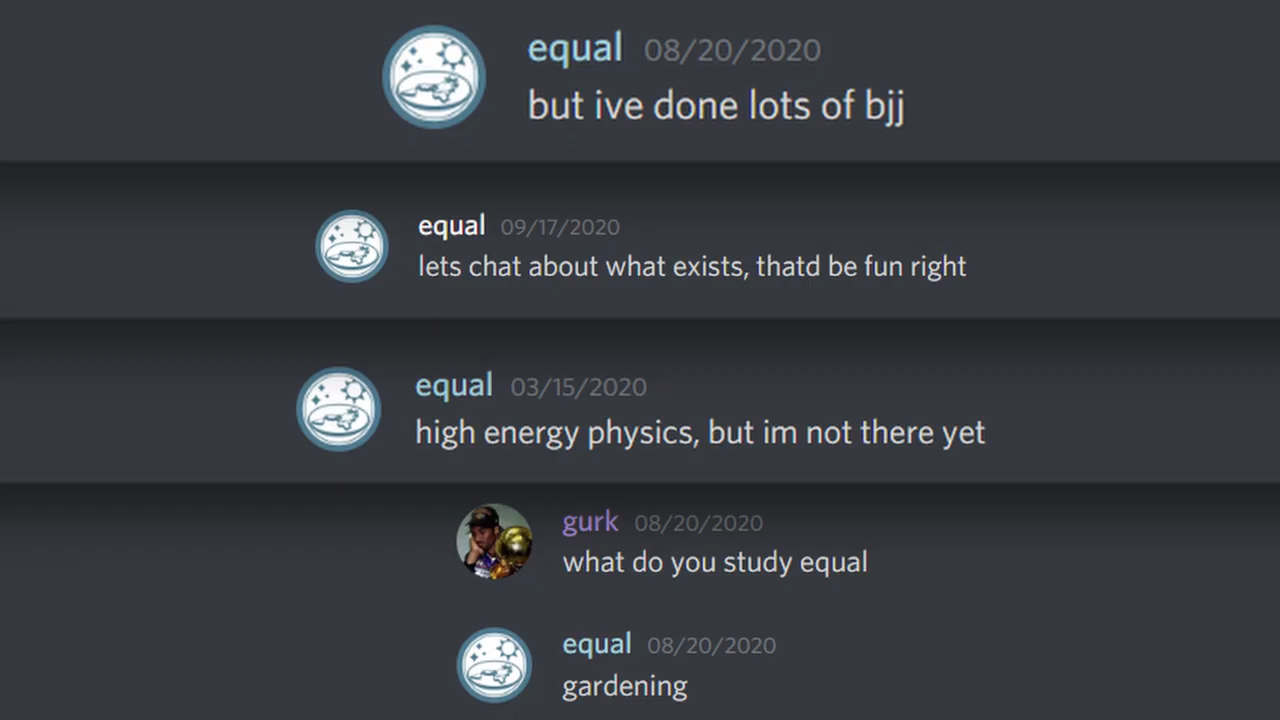 equal 08/20/2020
but ive done lots of bjj
equal 09/17/2020
lets chat about what exists, thatd be fun right
equal 03/15/2020
high energy physics, but im not there yet
gurk 08/20/2020
what do you study equal
equal 08/20/2020
gardening